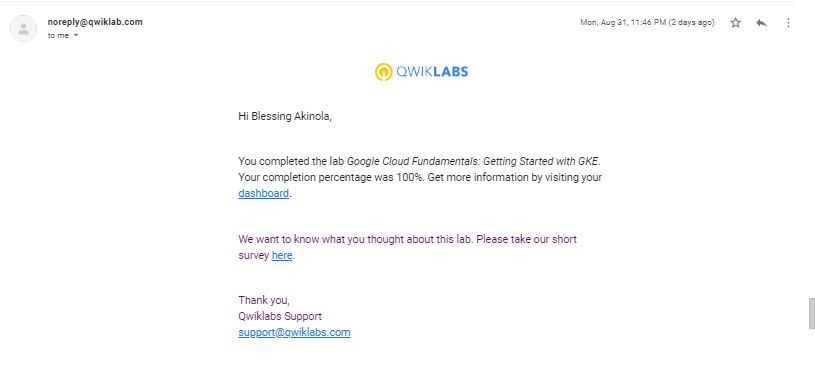 noreply@qwiklab.com
Mon, Aug 31, 11:46 PM (2 days ago)
to me
QWIKLABS
Hi Blessing Akinola,
You completed the lab Google Cloud Fundamentals: Getting Started with GKE.
Your completion percentage was 100%. Get more information by visiting your
dashboard.
We want to know what you thought about this lab. Please take our short
survey here.
Thank you,
Qwiklabs Support
support@qwiklabs.com